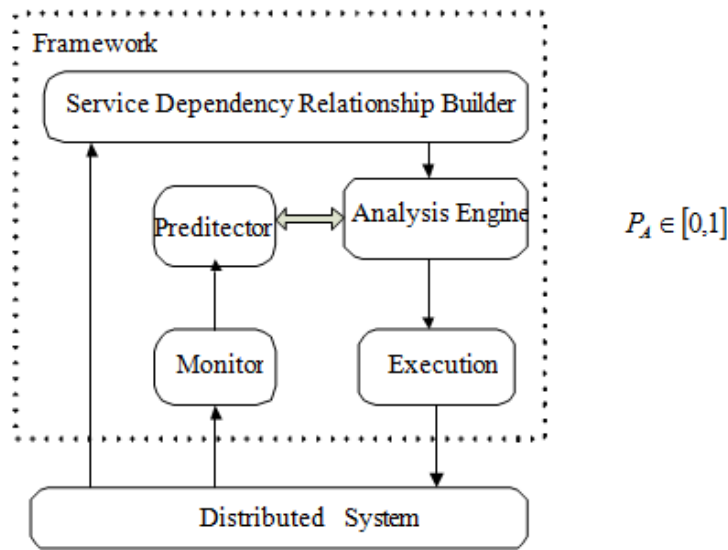 Framework
Service Dependency Relationship Builder
Preditector
Analysis Engine
P_A ∈ [0,1]
Monitor
Execution
Distributed System